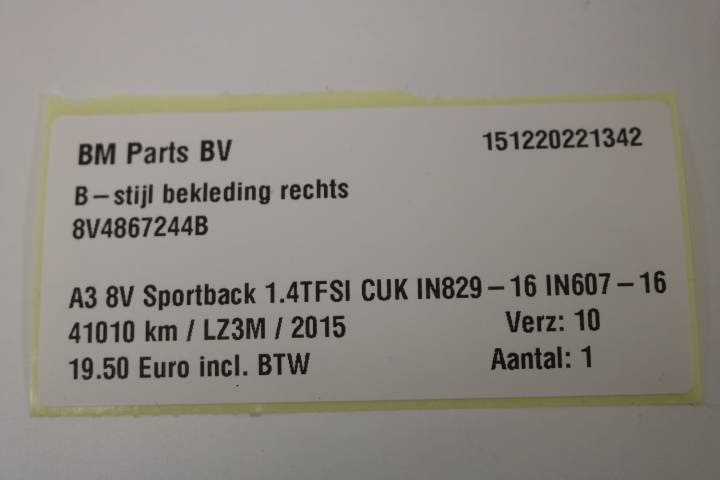 BM Parts BV 151220221342
B-stijl bekleding rechts
8V4867244B
A3 8V Sportback 1.4TFSI CUK IN829-16 IN607-16
41010 km / LZ3M / 2015 Verz: 10
19.50 Euro incl. BTW Aantal: 1